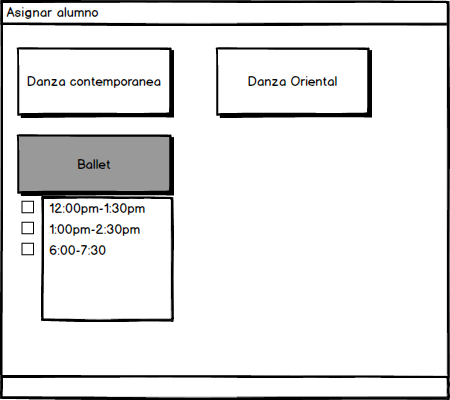 Asignar alumno
Danza contemporanea
Danza Oriental
Ballet
12:00pm-1:30pm
1:00pm-2:30pm
6:00-7:30